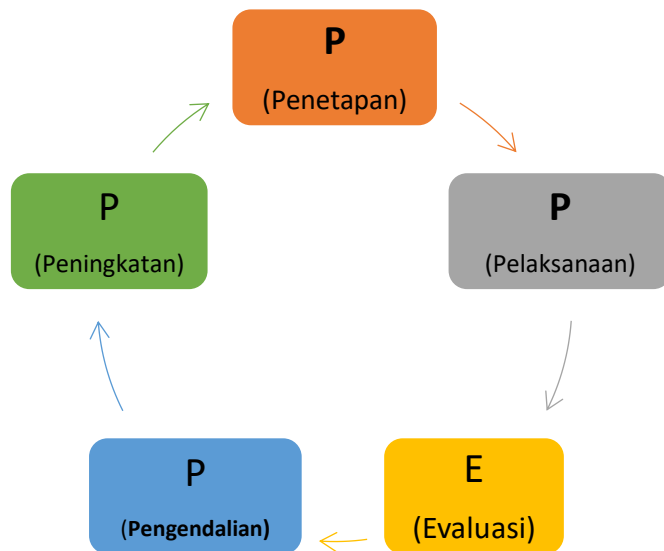 P
(Penetapan)
P
(Pelaksanaan)
E
(Evaluasi)
P
(Pengendalian)
P
(Peningkatan)